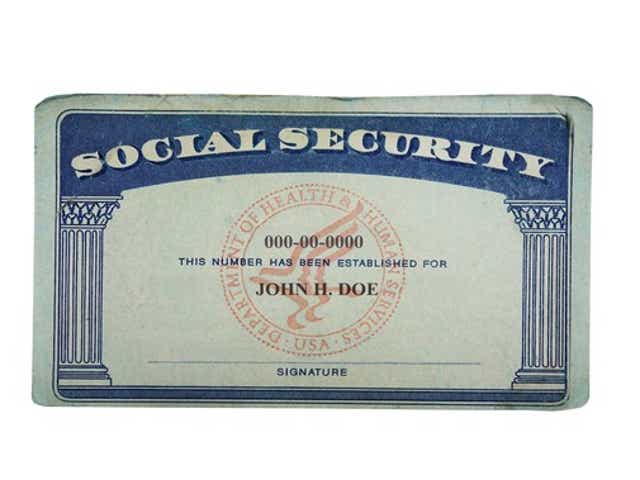 SOCIAL SECURITY
DEPARTMENT OF HEALTH & HUMAN SERVICES · USA ·
000-00-0000
THIS NUMBER HAS BEEN ESTABLISHED FOR
JOHN H. DOE
SIGNATURE